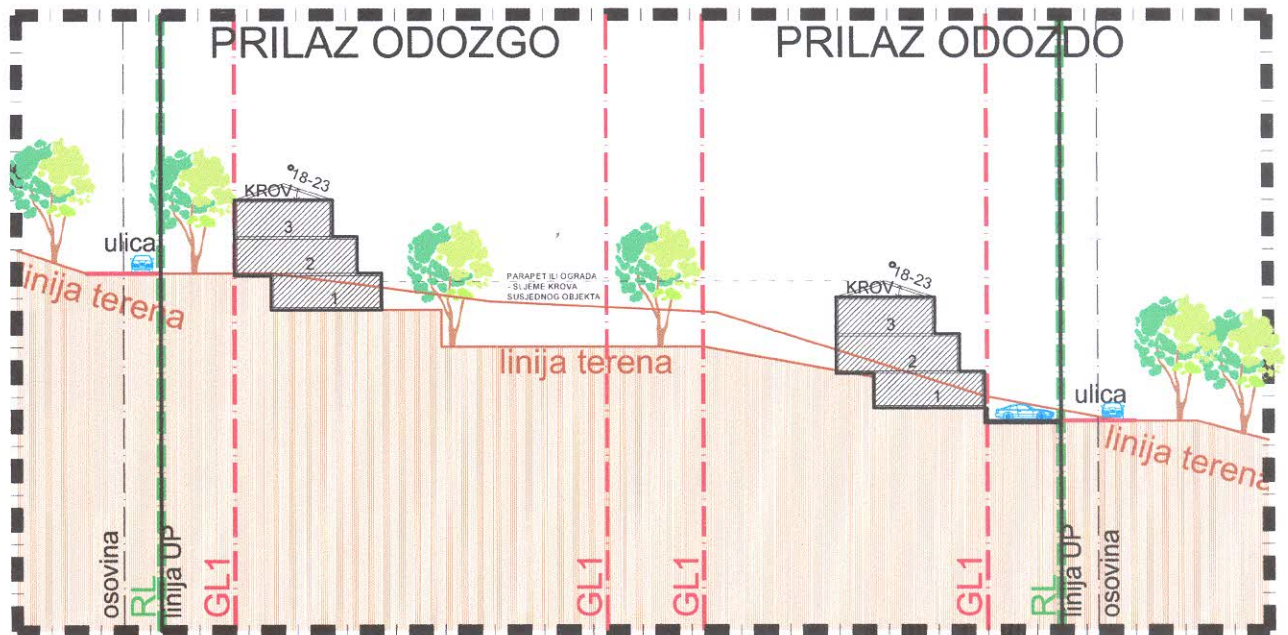 PRILAZ ODOZGO
PRILAZ ODOZDO
°18-23
KROV
3
2
1
ulica
linija terena
PARAPET ILI OGRADA
- SLJEME KROVA
SUSJEDNOG OBJEKTA
linija terena
°18-23
KROV
3
2
1
ulica
linija terena
osovina
RL
linija UP
GL1
GL1
GL1
GL1
RL
linija UP
osovina